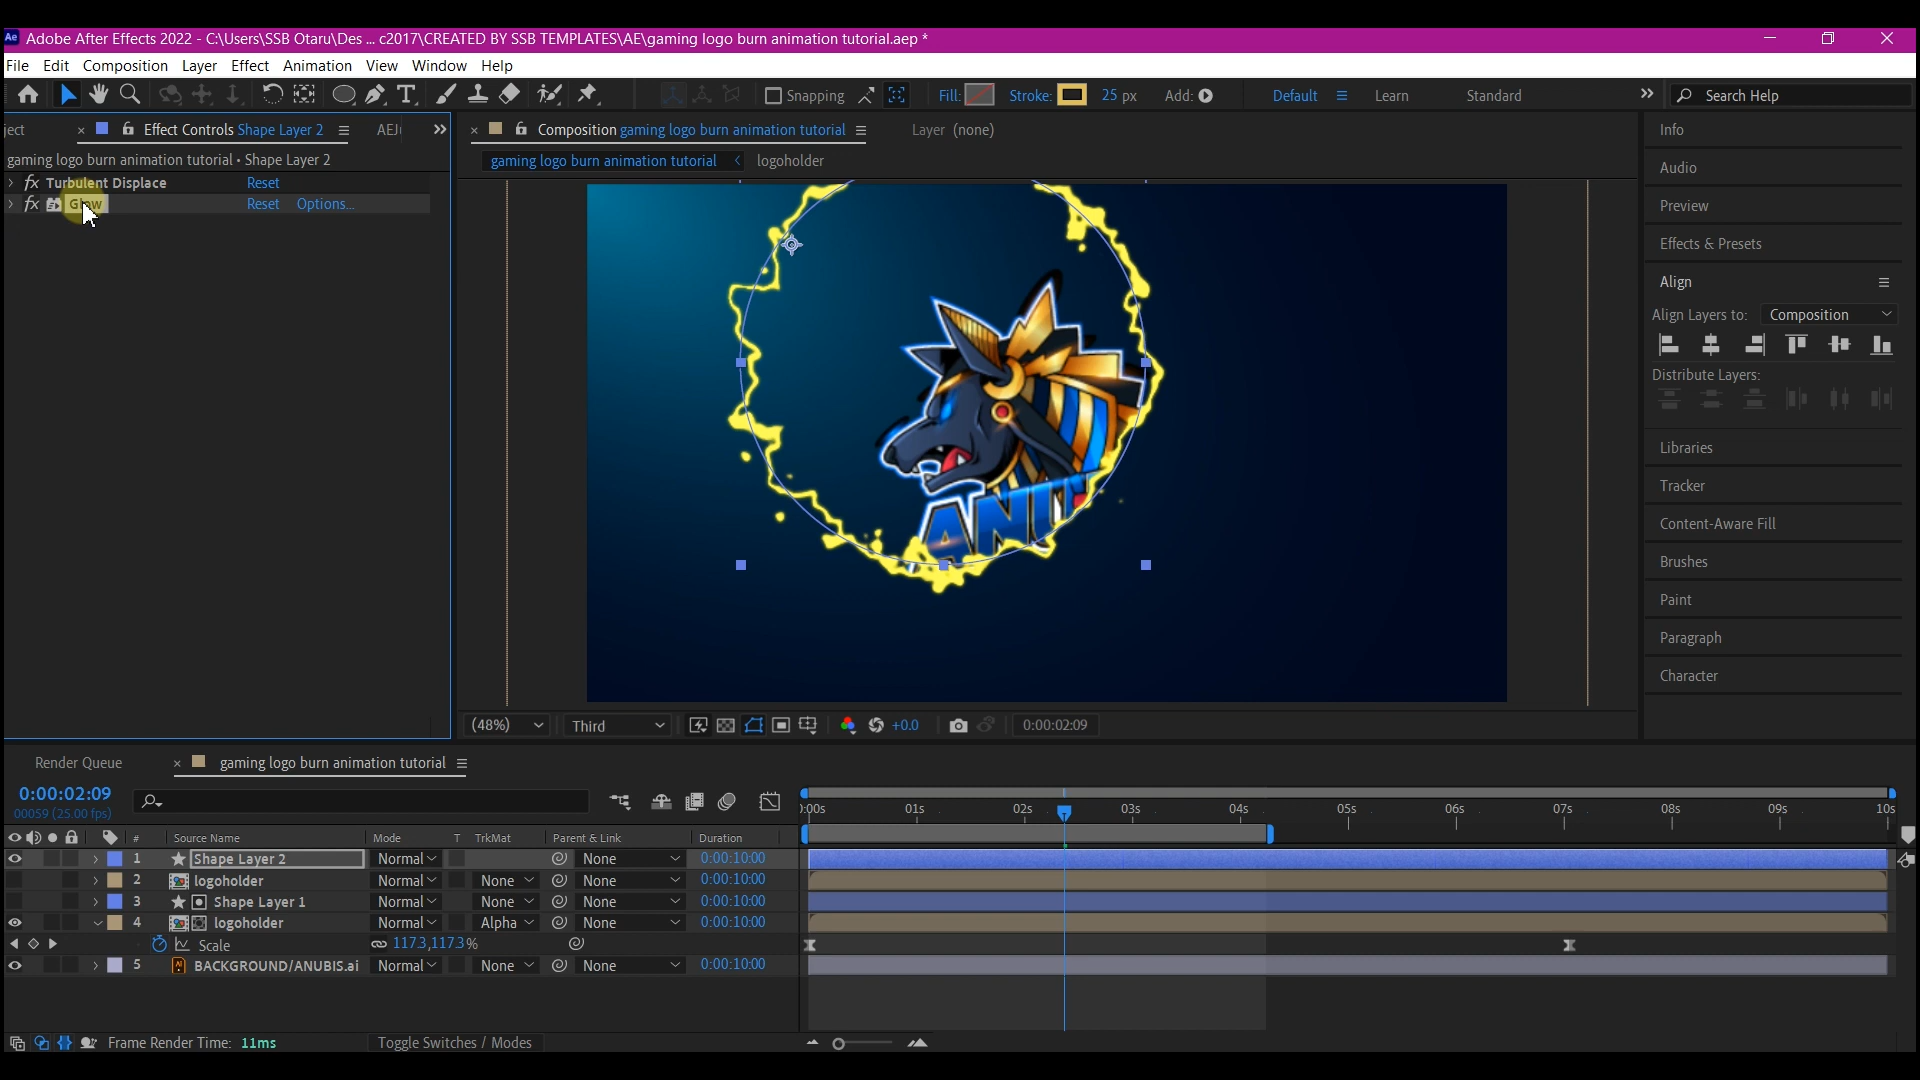 Ae Adobe After Effects 2022 - C:\Users\SSB Otaru\Des ... c2017\CREATED BY SSB TEMPLATES\AE\gaming logo burn animation tutorial.aep *
File Edit Composition Layer Effect Animation View Window Help
Snapping Fill: Stroke: 25 px Add: Default Learn Standard Search Help
ject Effect Controls Shape Layer 2 Composition gaming logo burn animation tutorial Layer (none) Info
gaming logo burn animation tutorial • Shape Layer 2 gaming logo burn animation tutorial logoholder
fx Turbulent Displace Reset
fx Glow Reset Options...
Audio
Preview
Effects & Presets
Align
Align Layers to: Composition
Distribute Layers:
Libraries
Tracker
Content-Aware Fill
Brushes
Paint
Paragraph
Character
(48%) Third +0.0 0:00:02:09
Render Queue gaming logo burn animation tutorial
0:00:02:09
00059 (25.00 fps)
):00s 01s 02s 03s 04s 05s 06s 07s 08s 09s 10s
# Source Name Mode T TrkMat Parent & Link Duration
1 Shape Layer 2 Normal None 0:00:10:00
2 logoholder Normal None None 0:00:10:00
3 Shape Layer 1 Normal None None 0:00:10:00
4 logoholder Normal Alpha None 0:00:10:00
Scale 117.3,117.3%
5 BACKGROUND/ANUBIS.ai Normal None None 0:00:10:00
Frame Render Time: 11ms Toggle Switches / Modes